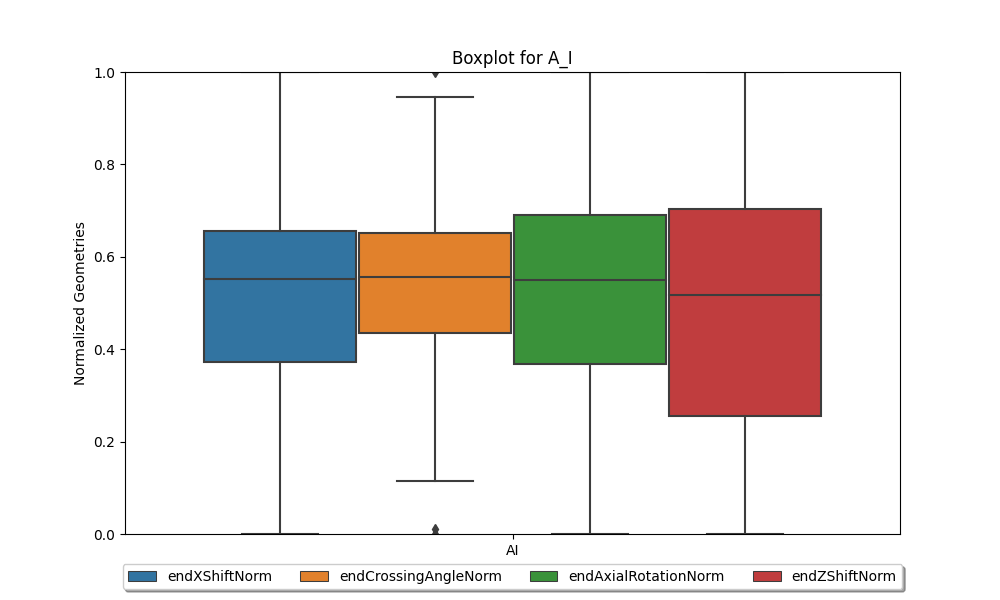 Boxplot for A_I
1.0
0.8
0.6
0.4
0.2
0.0
Normalized Geometries
AI
endXShiftNorm endCrossingAngleNorm endAxialRotationNorm endZShiftNorm